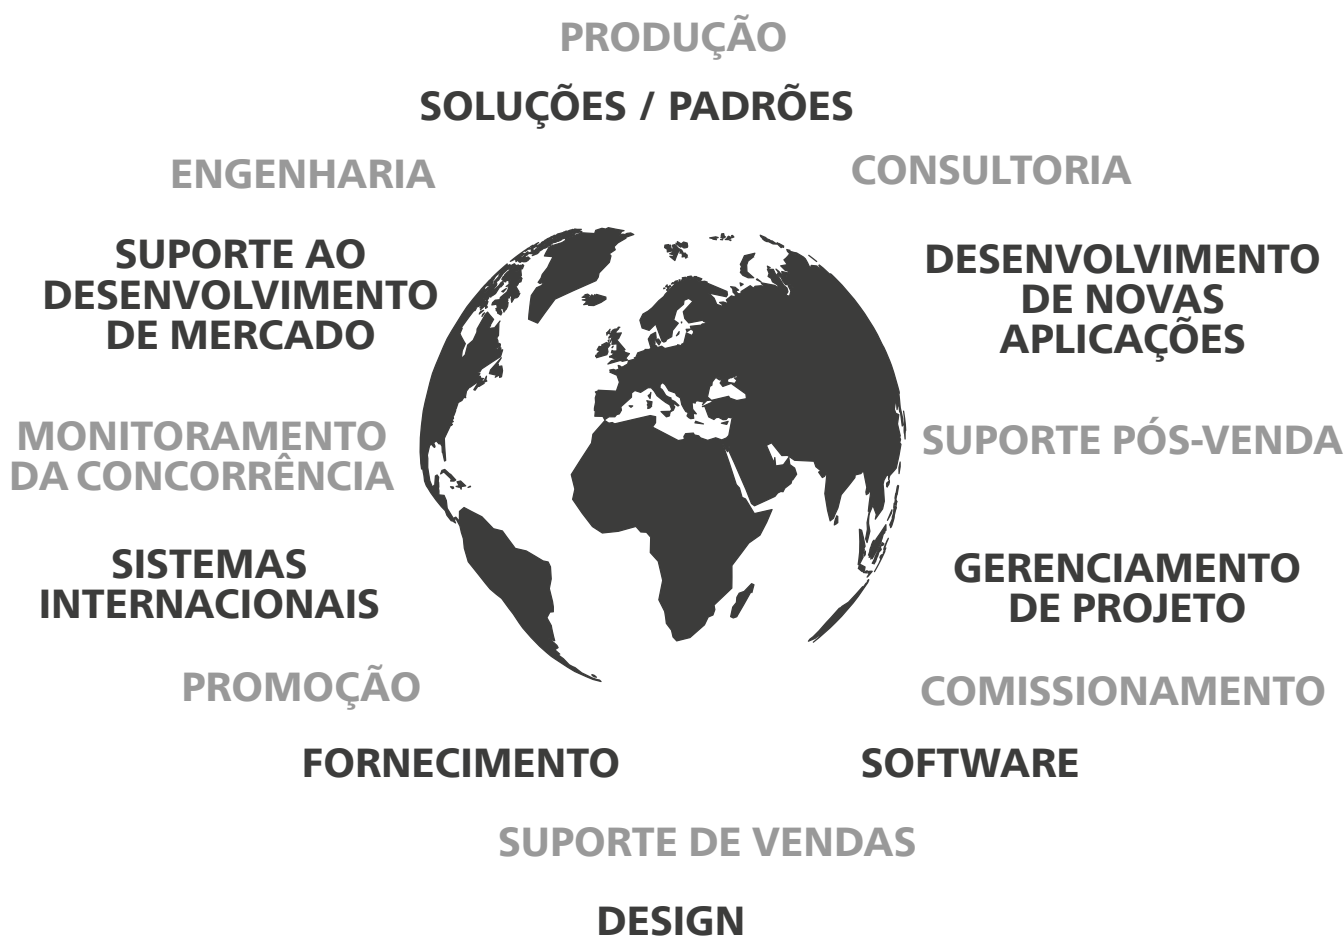 PRODUÇÃO
SOLUÇÕES / PADRÕES
ENGENHARIA
CONSULTORIA
SUPORTE AO
DESENVOLVIMENTO
DE MERCADO
DESENVOLVIMENTO
DE NOVAS
APLICAÇÕES
MONITORAMENTO
DA CONCORRÊNCIA
SUPORTE PÓS-VENDA
SISTEMAS
INTERNACIONAIS
GERENCIAMENTO
DE PROJETO
PROMOÇÃO
COMISSIONAMENTO
FORNECIMENTO
SOFTWARE
SUPORTE DE VENDAS
DESIGN